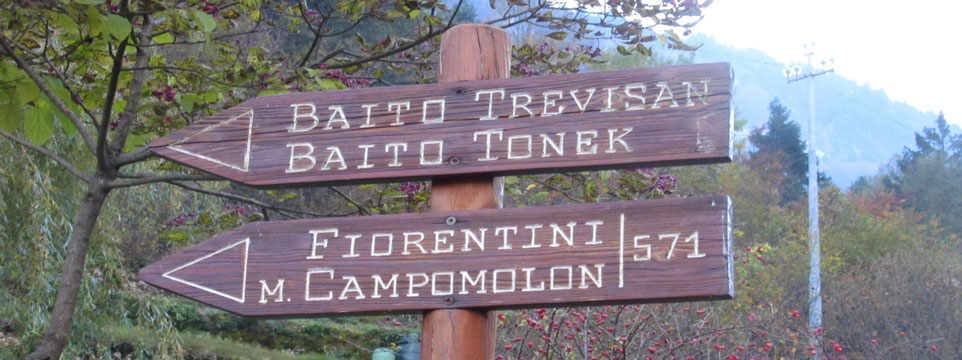 BAITO TREVISAN
BAITO TONEK
FIORENTINI
M. CAMPOMOLON
571